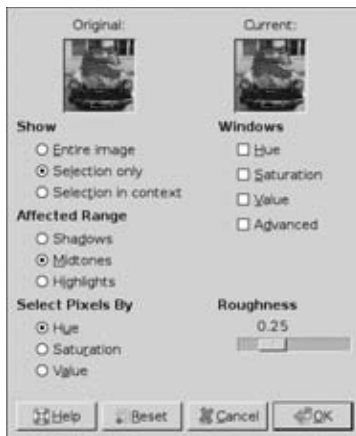 Original: Current:
Show
Entire image
Selection only
Selection in context
Windows
Hue
Saturation
Value
Advanced
Affected Range
Shadows
Midtones
Highlights
Select Pixels By
Hue
Saturation
Value
Roughness
0.25
Help Reset Cancel OK